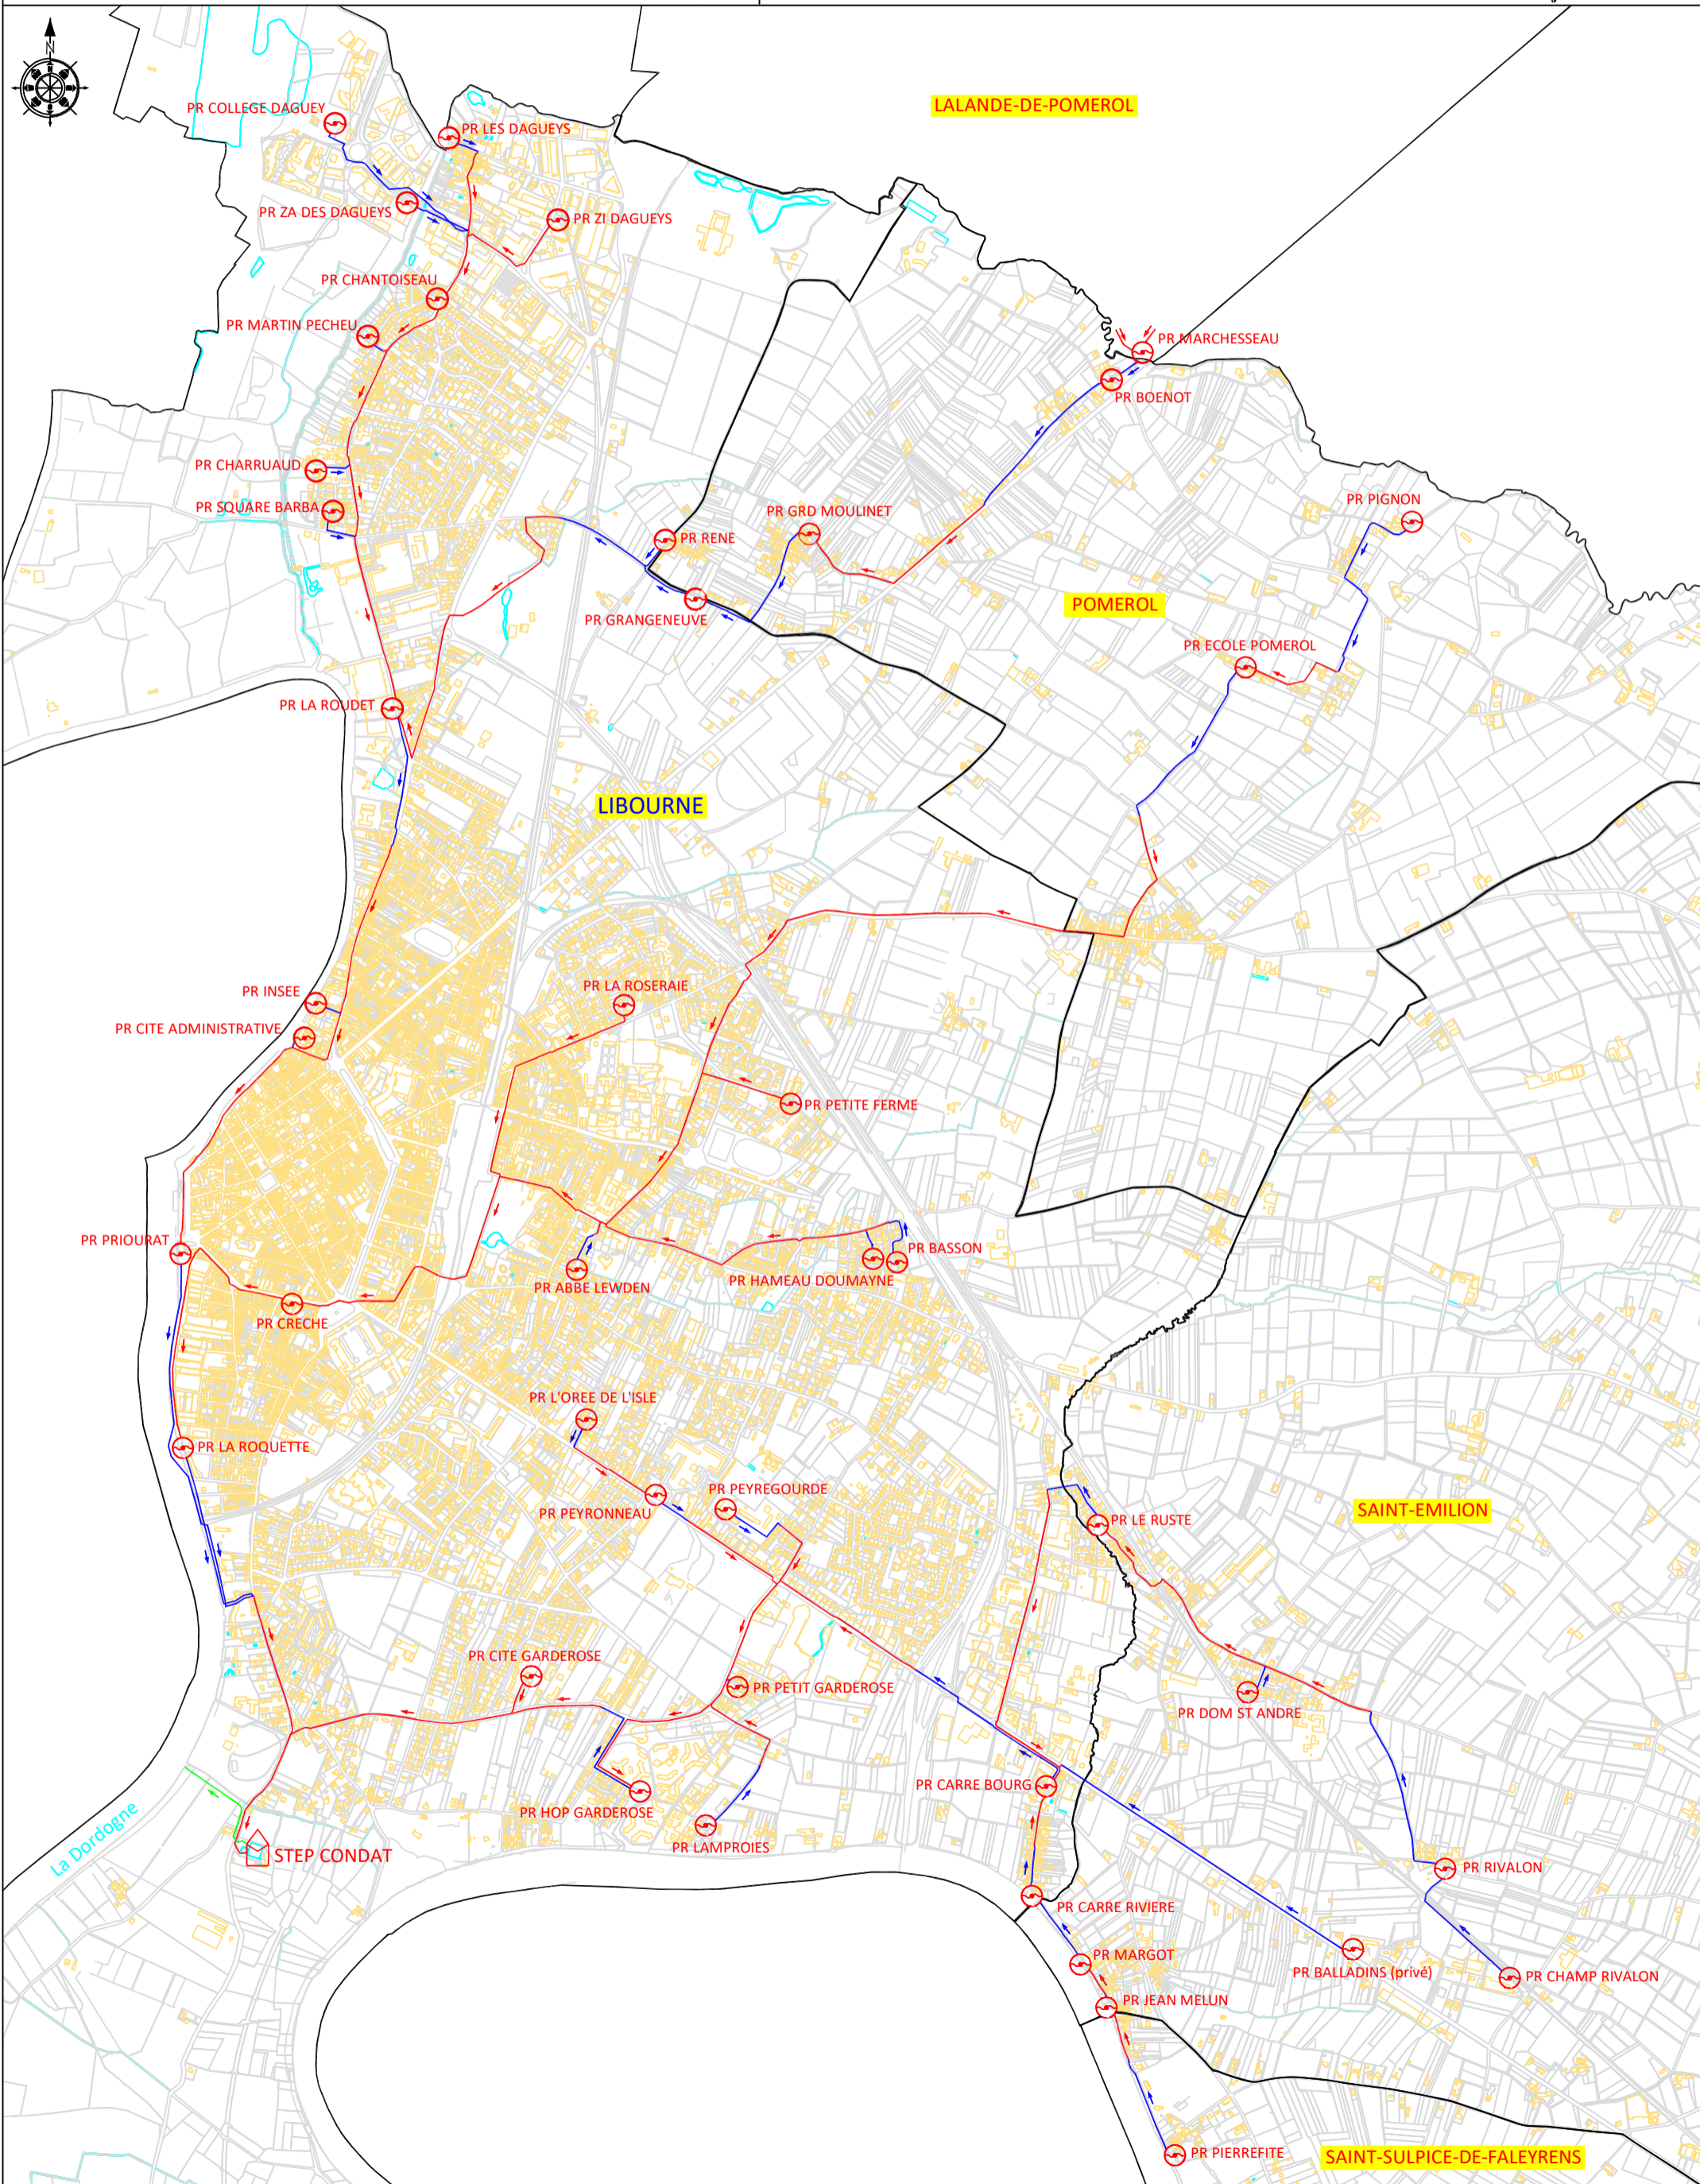 N
LALANDE-DE-POMEROL
PR COLLEGE DAGUEY
PR LES DAGUEYS
PR ZA DES DAGUEYS
PR ZI DAGUEYS
PR CHANTOISEAU
PR MARTIN PECHEU
PR MARCHESSEAU
PR BOENOT
PR CHARRUAUD
PR SQUARE BARBA
PR GRD MOULINET
PR PIGNON
PR RENE
PR GRANGENEUVE
POMEROL
PR ECOLE POMEROL
PR LA ROUDET
LIBOURNE
PR INSEE
PR LA ROSERAIE
PR CITE ADMINISTRATIVE
PR PETITE FERME
PR PRIOURAT
PR BASSON
PR HAMEAU DOUMAYNE
PR ABBE LEWDEN
PR CRECHE
PR L'OREE DE L'ISLE
PR LA ROQUETTE
PR PEYREGOURDE
PR PEYRONNEAU
SAINT-EMILION
PR LE RUSTE
PR CITE GARDEROSE
PR PETIT GARDEROSE
PR DOM ST ANDRE
PR CARRE BOURG
PR HOP GARDEROSE
PR LAMPROIES
La Dordogne
STEP CONDAT
PR RIVALON
PR CARRE RIVIERE
PR MARGOT
PR BALLADINS (privé)
PR CHAMP RIVALON
PR JEAN MELUN
PR PIERREFITE
SAINT-SULPICE-DE-FALEYRENS